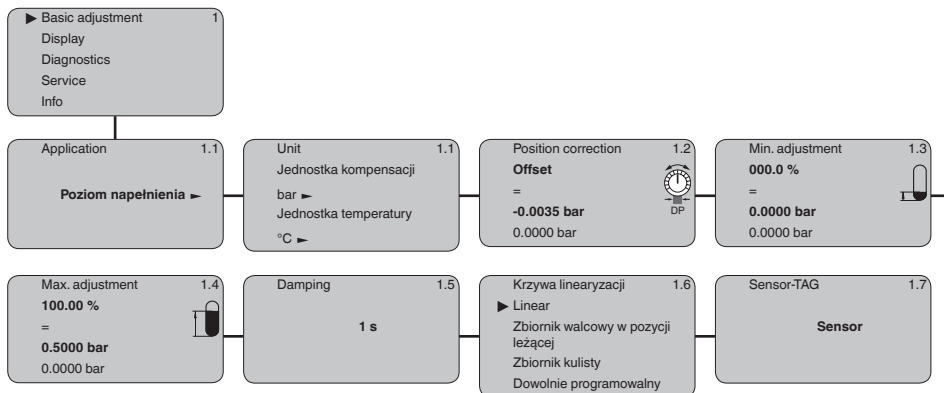 ▶ Basic adjustment 1
Display
Diagnostics
Service
Info
Application 1.1
Poziom napełnienia ►
Unit 1.1
Jednostka kompensacji
bar ►
Jednostka temperatury
°C ►
Position correction 1.2
Offset
=
-0.0035 bar
0.0000 bar
DP
Min. adjustment 1.3
000.0 %
=
0.0000 bar
0.0000 bar
Max. adjustment 1.4
100.00 %
=
0.5000 bar
0.0000 bar
Damping 1.5
1 s
Krzywa linearyzacji 1.6
▶ Linear
Zbiornik walcowy w pozycji
leżącej
Zbiornik kulisty
Dowolnie programowalny
Sensor-TAG 1.7
Sensor